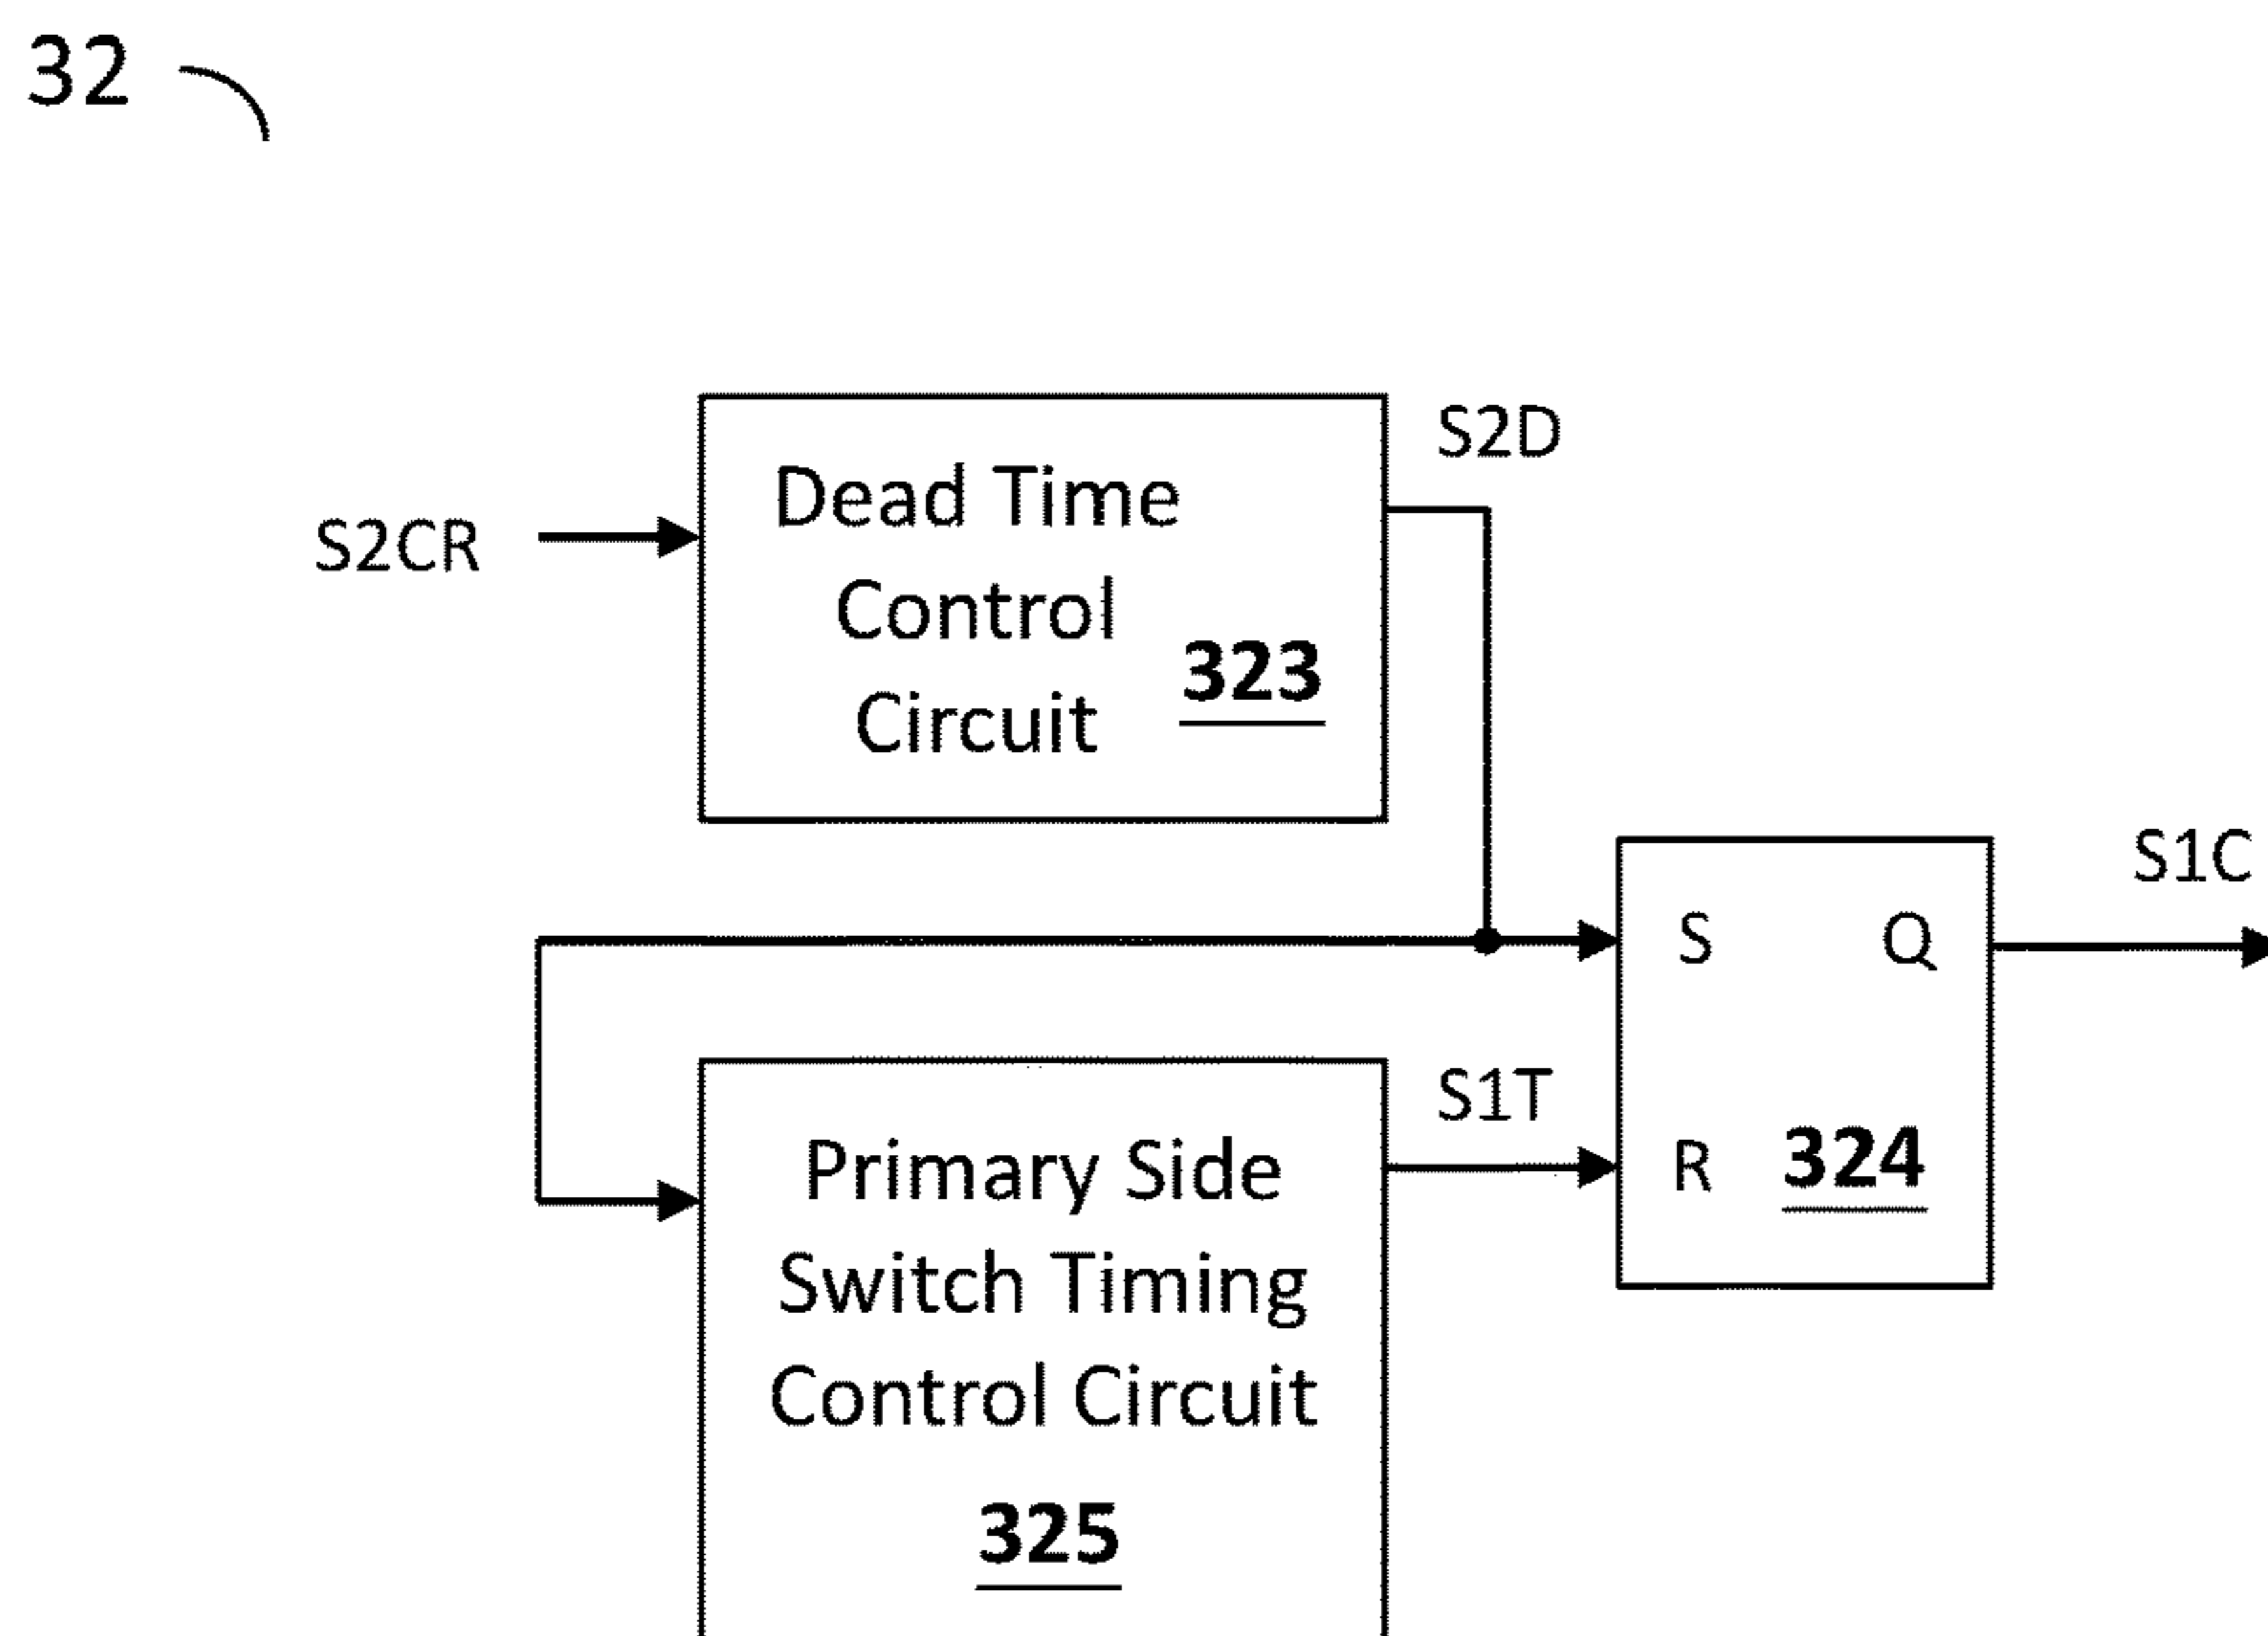 32
S2CR
Dead Time
Control
Circuit
323
S2D
S1C
S
Q
R
324
S1T
Primary Side
Switch Timing
Control Circuit
325